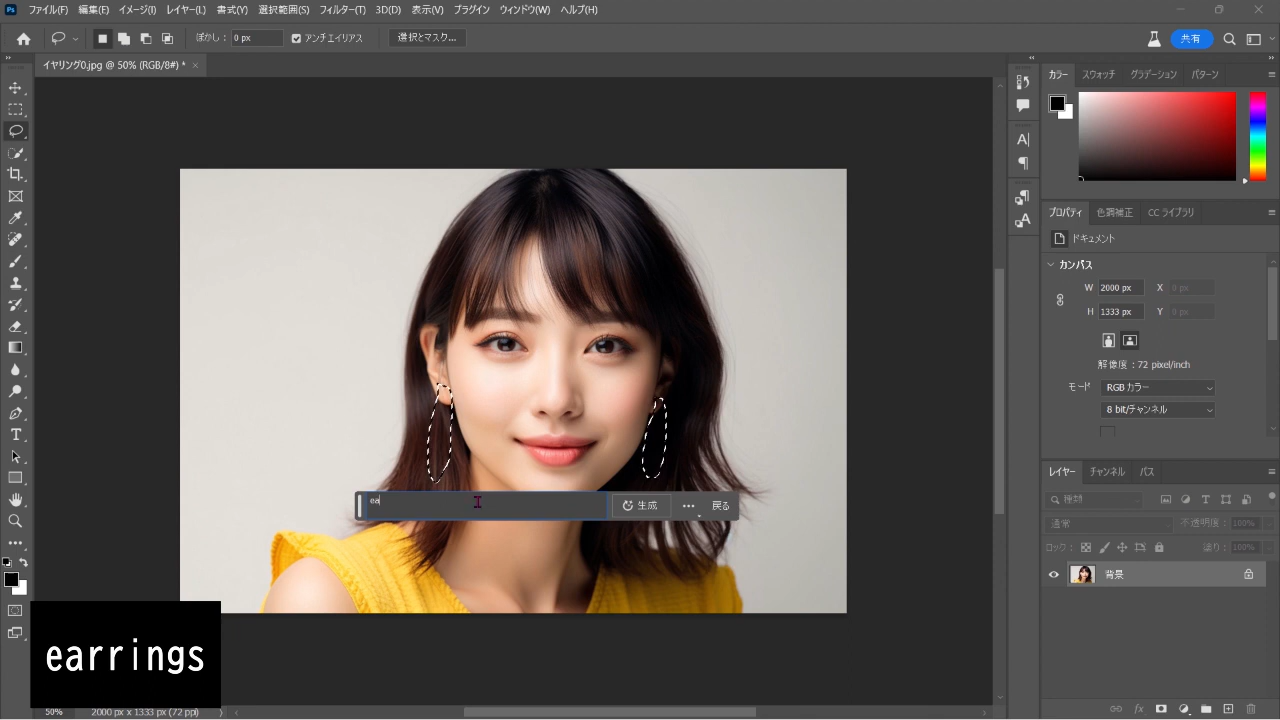 Ps ファイル(F) 編集(E) イメージ(I) レイヤー(L) 書式(Y) 選択範囲(S) フィルター(T) 3D(D) 表示(V) プラグイン ウィンドウ(W) ヘルプ(H)
ぼかし : 0 px アンチエイリアス 選択とマスク... 共有
イヤリング0.jpg @ 50% (RGB/8#) * ×
カラー スウォッチ グラデーション パターン
プロパティ 色調補正 CC ライブラリ
ドキュメント
カンバス
W 2000 px X 0 px
H 1333 px Y 0 px
解像度 : 72 pixel/inch
モード RGB カラー
8 bit/チャンネル
レイヤー チャンネル パス
種類
通常 不透明度 : 100%
ロック : 塗り : 100%
背景
ea 生成 ••• 戻る
earrings
50% 2000 px x 1333 px (72 ppi)